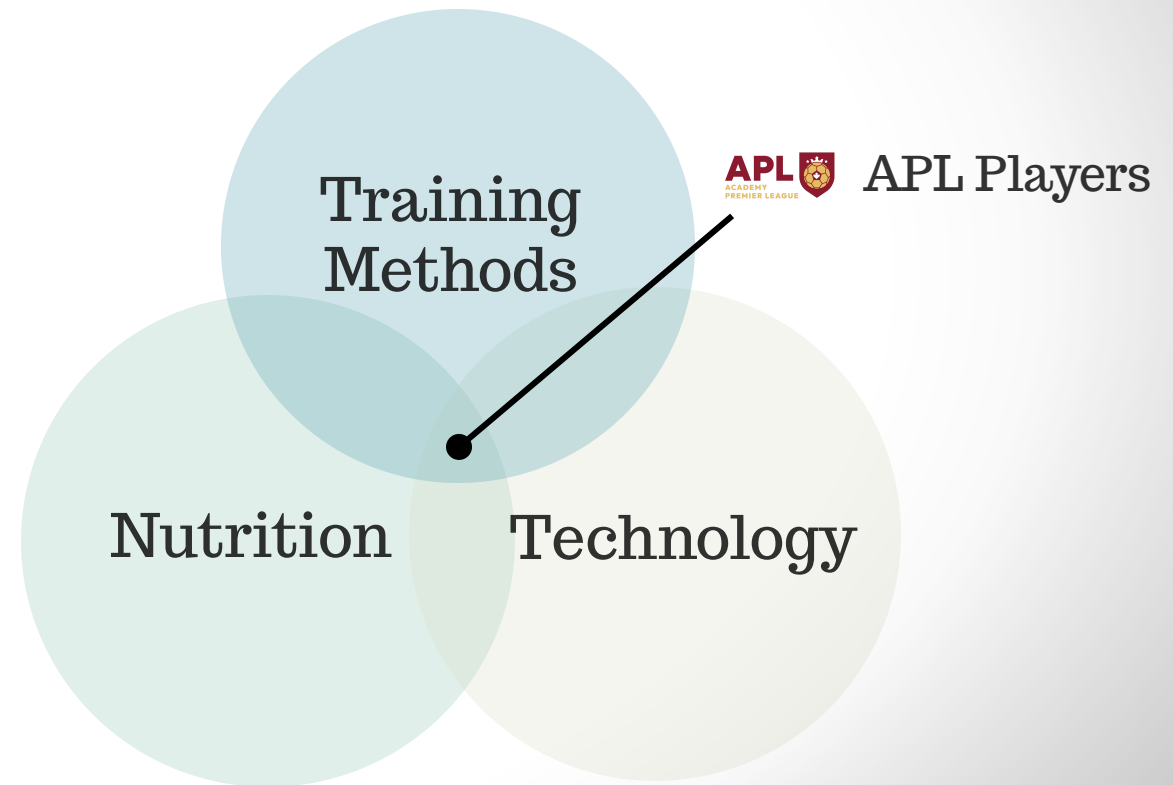 Training
Methods
APL
ACADEMY
PREMIER LEAGUE
APL Players
Nutrition
Technology